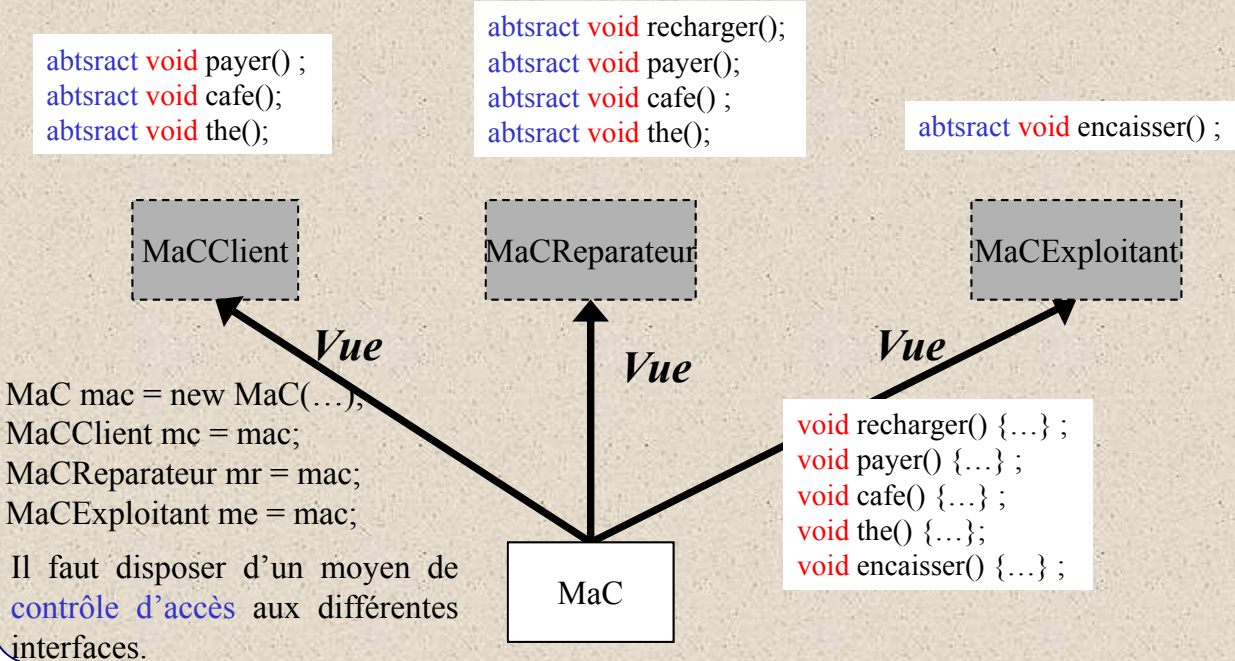 abtsract void payer() ;
abtsract void cafe();
abtsract void the();
abtsract void recharger();
abtsract void payer();
abtsract void cafe() ;
abtsract void the();
abtsract void encaisser() ;
MaCClient
MaCReparateur
MaCExploitant
Vue
Vue
Vue
MaC mac = new MaC(…);
MaCClient mc = mac;
MaCReparateur mr = mac;
MaCExploitant me = mac;
void recharger() {…} ;
void payer() {…} ;
void cafe() {…} ;
void the() {…};
void encaisser() {…} ;
Il faut disposer d’un moyen de
contrôle d’accès aux différentes
interfaces.
MaC